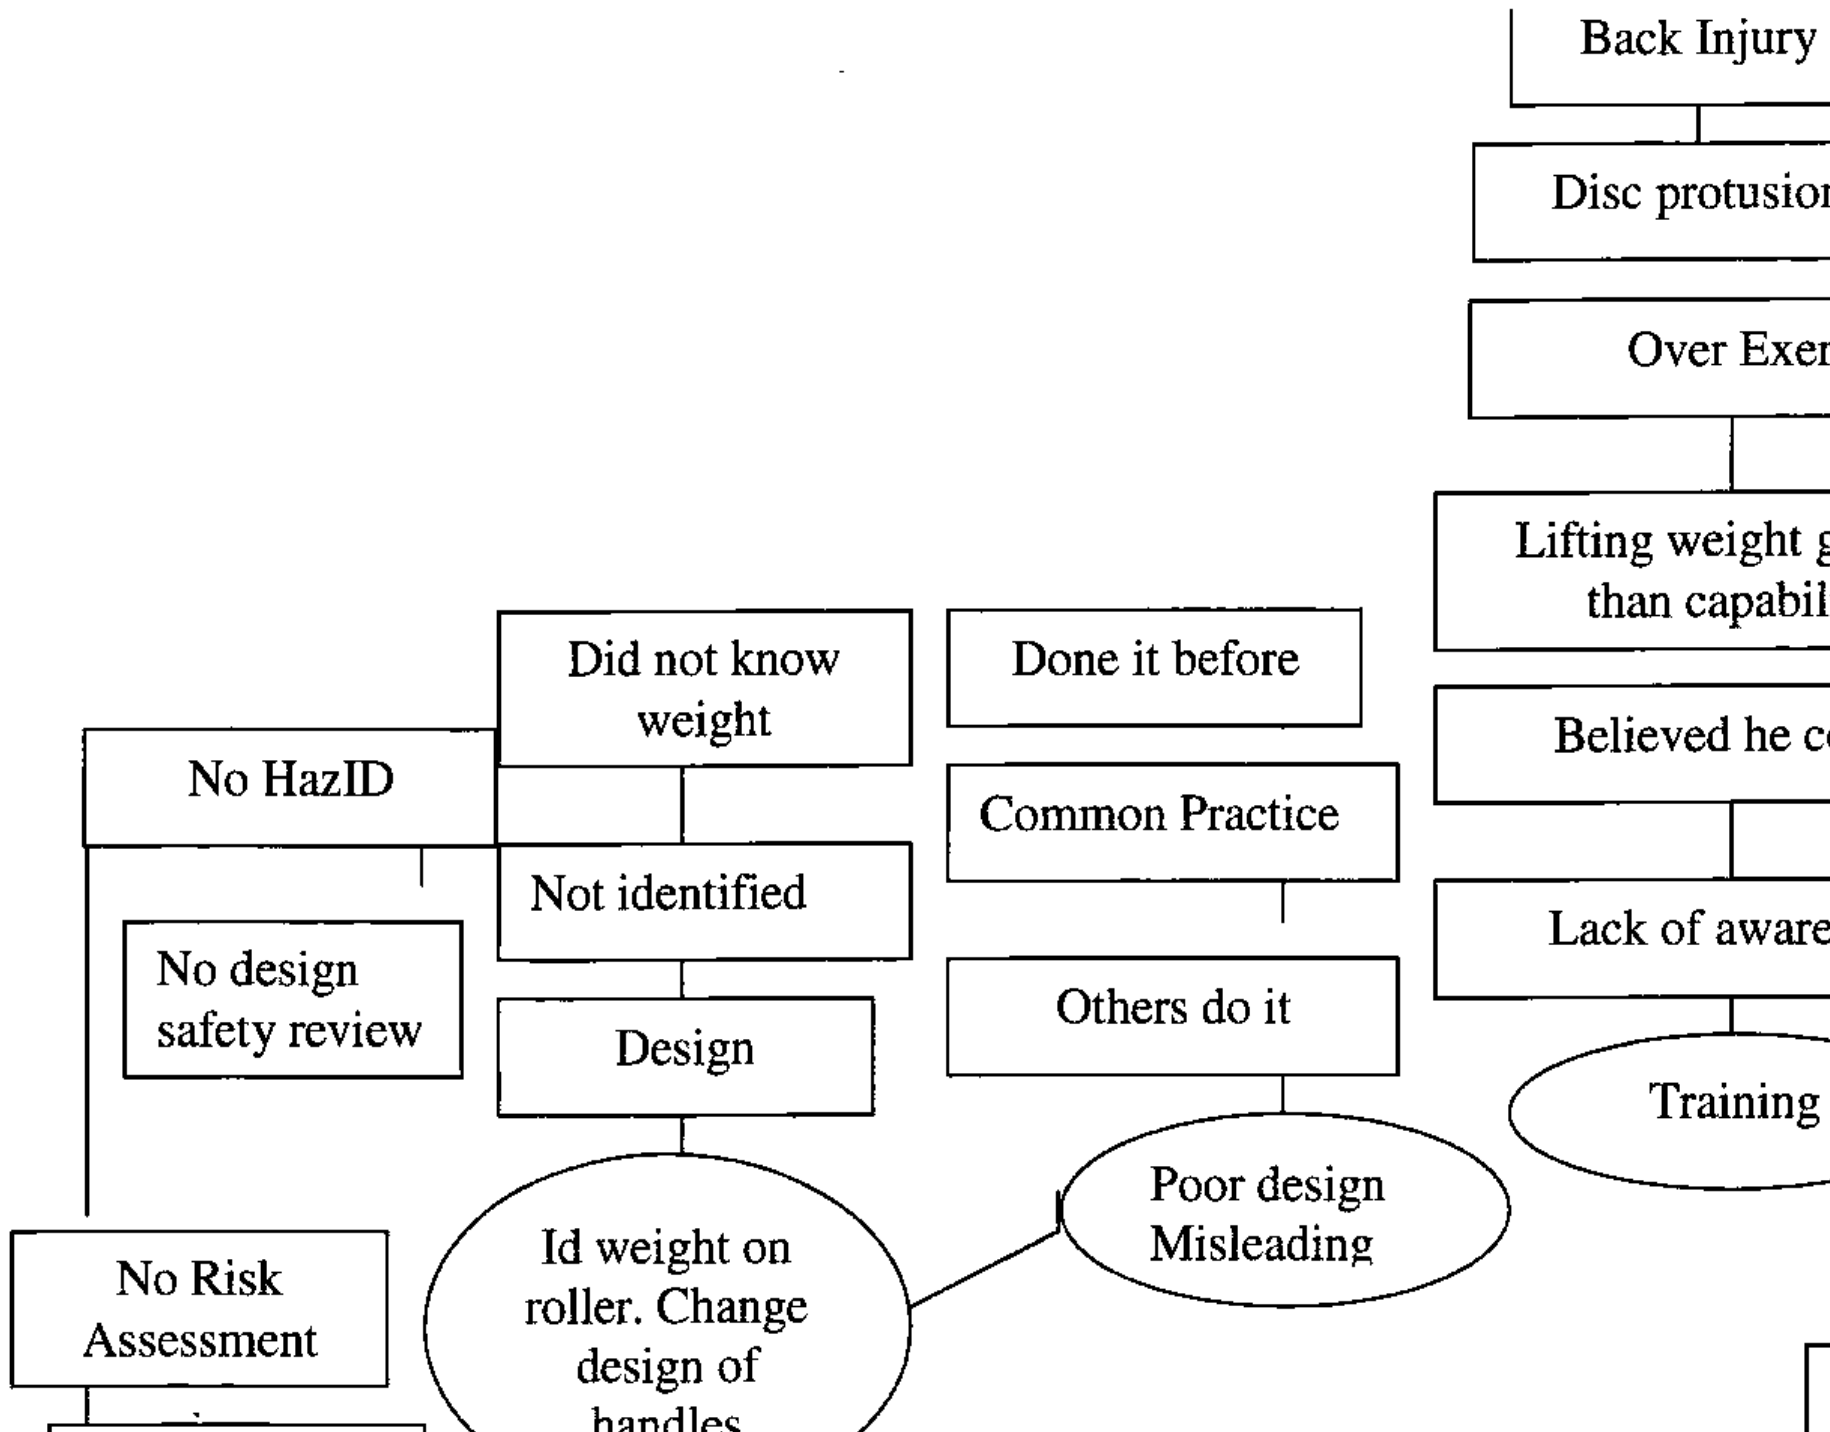 Back Injury
Disc protusion
Over Exer
Lifting weight g
than capabil
Did not know
weight
Done it before
Believed he co
No HazID
Common Practice
Not identified
Lack of aware
No design
safety review
Others do it
Design
Training
Poor design
Misleading
Id weight on
roller. Change
design of
handles
No Risk
Assessment